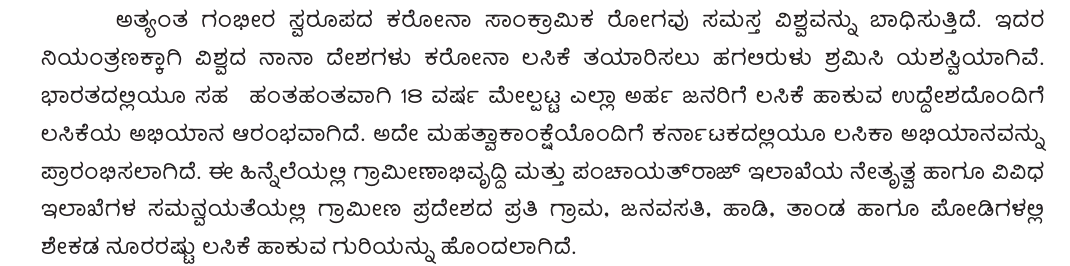 ಅತ್ಯಂತ ಗಂಭೀರ ಸ್ವರೂಪದ ಕರೋನಾ ಸಾಂಕ್ರಾಮಿಕ ರೋಗವು ಸಮಸ್ತ ವಿಶ್ವವನ್ನು ಬಾಧಿಸುತ್ತಿದೆ. ಇದರ
ನಿಯಂತ್ರಣಕ್ಕಾಗಿ ವಿಶ್ವದ ನಾನಾ ದೇಶಗಳು ಕರೋನಾ ಲಸಿಕೆ ತಯಾರಿಸಲು ಹಗಲಿರುಳು ಶ್ರಮಿಸಿ ಯಶಸ್ವಿಯಾಗಿವೆ.
ಭಾರತದಲ್ಲಿಯೂ ಸಹ ಹಂತಹಂತವಾಗಿ 18 ವರ್ಷ ಮೇಲ್ಪಟ್ಟ ಎಲ್ಲಾ ಅರ್ಹ ಜನರಿಗೆ ಲಸಿಕೆ ಹಾಕುವ ಉದ್ದೇಶದೊಂದಿಗೆ
ಲಸಿಕೆಯ ಅಭಿಯಾನ ಆರಂಭವಾಗಿದೆ. ಅದೇ ಮಹತ್ವಾಕಾಂಕ್ಷೆಯೊಂದಿಗೆ ಕರ್ನಾಟಕದಲ್ಲಿಯೂ ಲಸಿಕಾ ಅಭಿಯಾನವನ್ನು
ಪ್ರಾರಂಭಿಸಲಾಗಿದೆ. ಈ ಹಿನ್ನೆಲೆಯಲ್ಲಿ ಗ್ರಾಮೀಣಾಭಿವೃದ್ದಿ ಮತ್ತು ಪಂಚಾಯತ್‌ರಾಜ್ ಇಲಾಖೆಯ ನೇತೃತ್ವ ಹಾಗೂ ವಿವಿಧ
ಇಲಾಖೆಗಳ ಸಮನ್ವಯತೆಯಲ್ಲಿ ಗ್ರಾಮೀಣ ಪ್ರದೇಶದ ಪ್ರತಿ ಗ್ರಾಮ, ಜನವಸತಿ, ಹಾಡಿ, ತಾಂಡ ಹಾಗೂ ಪೋಡಿಗಳಲ್ಲಿ
ಶೇಕಡ ನೂರರಷ್ಟು ಲಸಿಕೆ ಹಾಕುವ ಗುರಿಯನ್ನು ಹೊಂದಲಾಗಿದೆ.